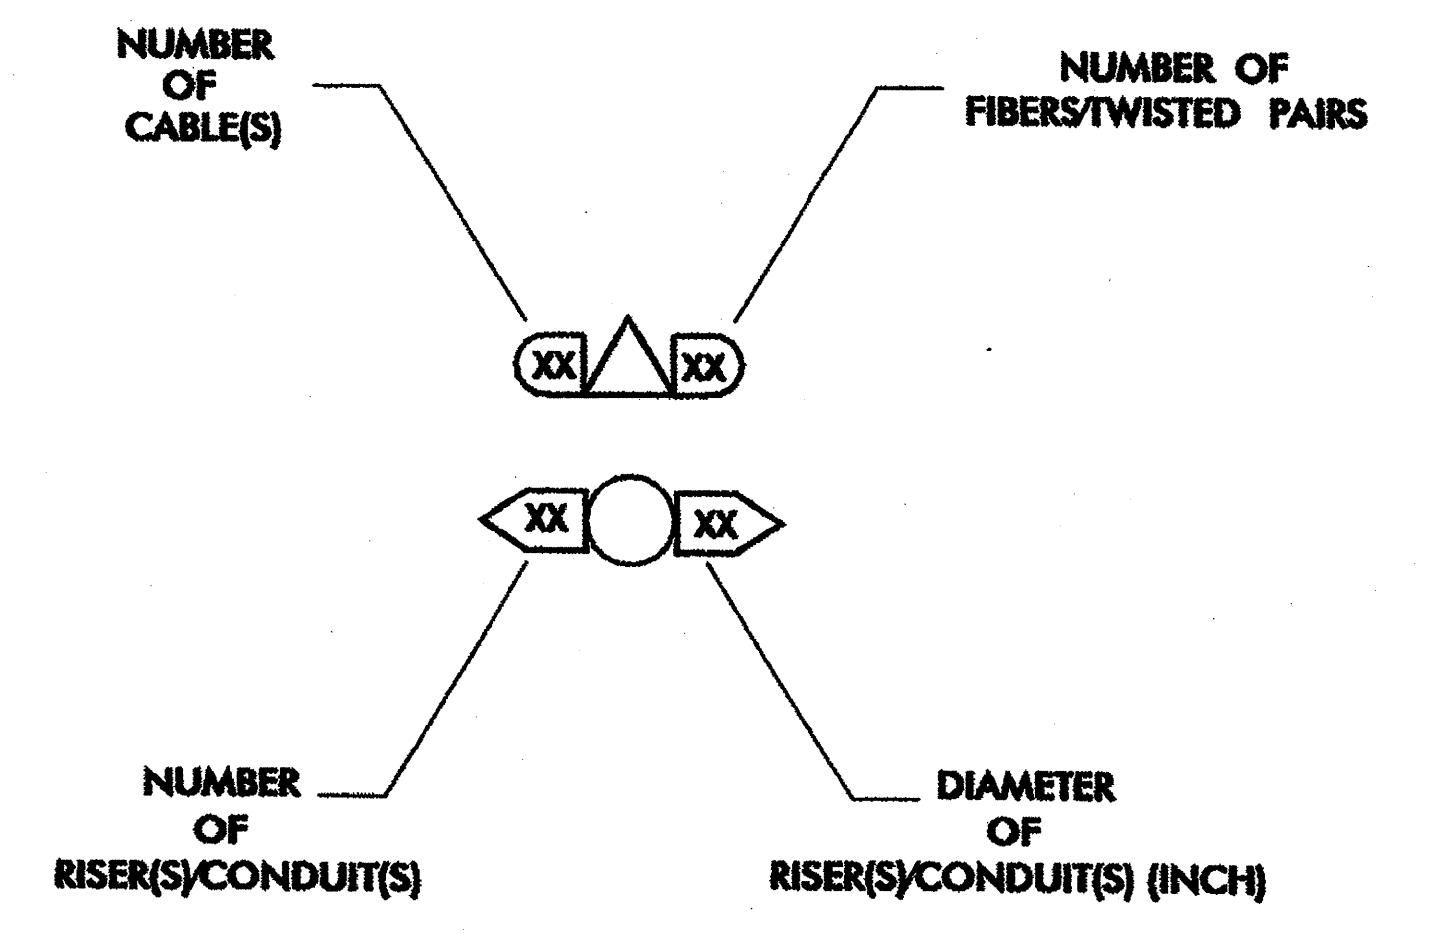 NUMBER
OF
CABLE(S)
NUMBER OF
FIBERS/TWISTED PAIRS
XX XX
XX XX
NUMBER
OF
RISER(S)/CONDUIT(S)
DIAMETER
OF
RISER(S)/CONDUIT(S) (INCH)